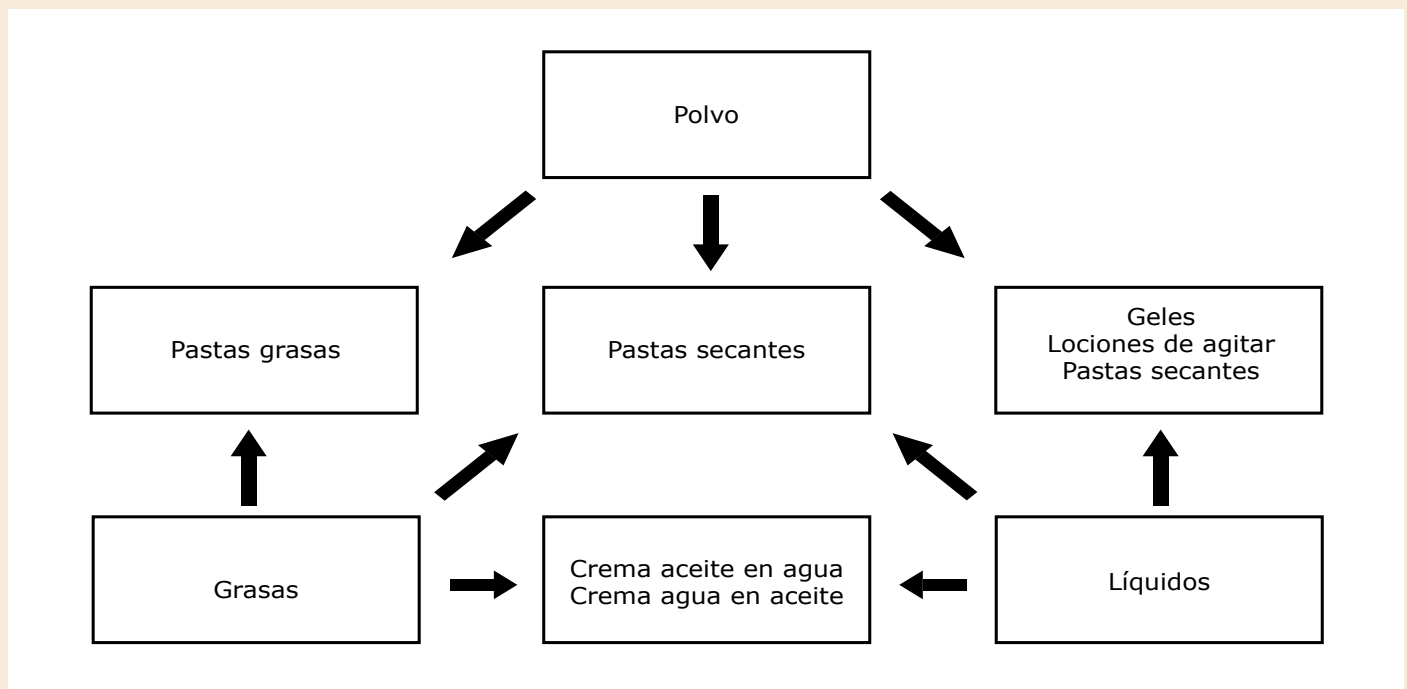 Polvo
Pastas grasas
Pastas secantes
Geles
Lociones de agitar
Pastas secantes
Grasas
Crema aceite en agua
Crema agua en aceite
Líquidos